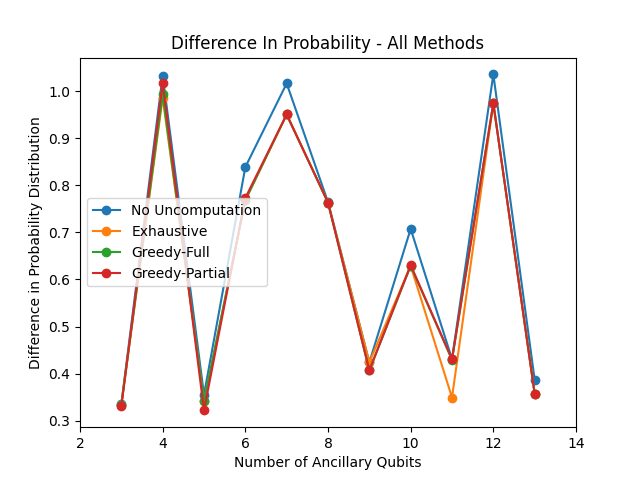 Difference In Probability - All Methods
Difference in Probability Distribution
1.0
0.9
0.8
0.7
0.6
0.5
0.4
0.3
No Uncomputation
Exhaustive
Greedy-Full
Greedy-Partial
2 4 6 8 10 12 14
Number of Ancillary Qubits